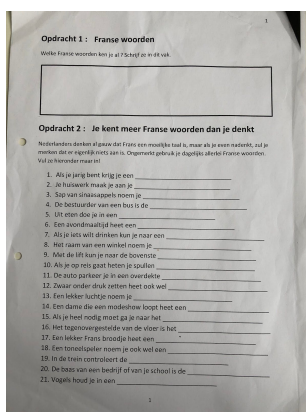 1
Opdracht 1 : Franse woorden
Welke Franse woorden ken je al ? Schrijf ze in dit vak.
Opdracht 2 : Je kent meer Franse woorden dan je denkt
Nederlanders denken al gauw dat Frans een moeilijke taal is, maar als je even nadenkt, zul je
merken dat er eigenlijk niets aan is. Ongemerkt gebruik je dagelijks allerlei Franse woorden.
Vul ze hieronder maar in!
1. Als je jarig bent krijg je een
2. Je huiswerk maak je aan je
3. Sap van sinaasappels noem je
4. De bestuurder van een bus is de
5. Uit eten doe je in een
6. Een avondmaaltijd heet een
7. Als je iets wilt drinken kun je naar een
8. Het raam van een winkel noem je
9. Met de lift kun je naar de bovenste
10. Als je op reis gaat heten je spullen
11. De auto parkeer je in een overdekte
12. Zwaar onder druk zetten heet ook wel
13. Een lekker luchtje noem je
14. Een dame die een modeshow loopt heet een
15. Als je heel nodig moet ga je naar het
16. Het tegenovergestelde van de vloer is het
17. Een lekker Frans broodje heet een
18. Een toneelspeler noem je ook wel een
19. In de trein controleert de
20. De baas van een bedrijf of van je school is de
21. Vogels houd je in een
1